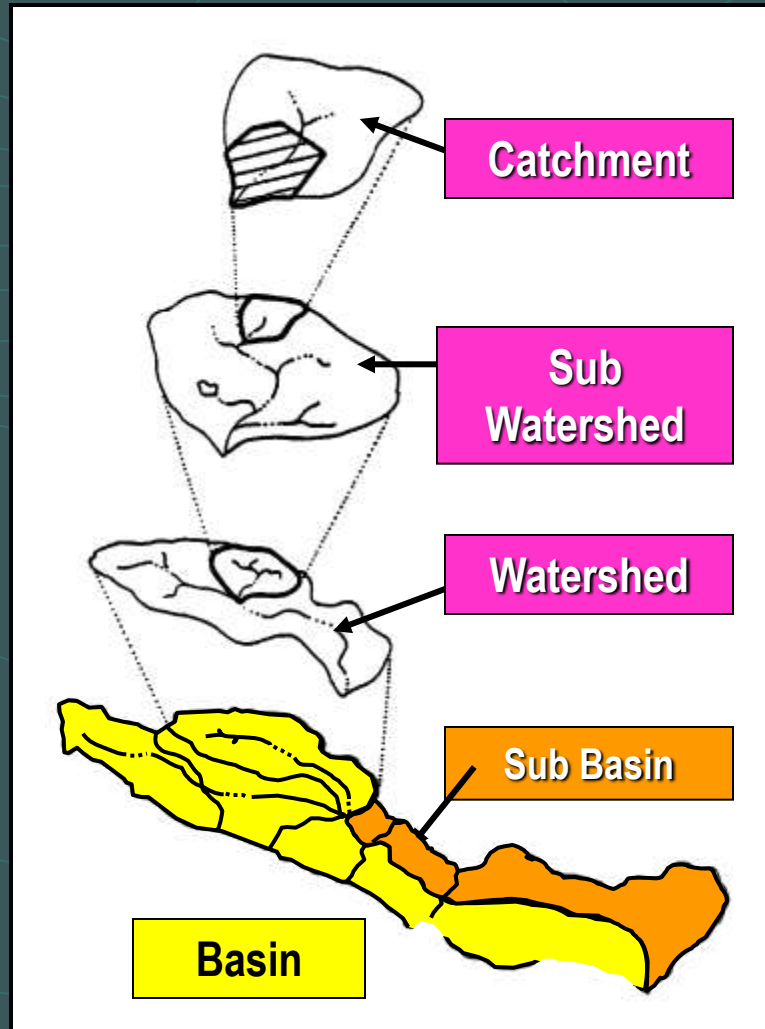 Catchment
Sub
Watershed
Watershed
Sub Basin
Basin